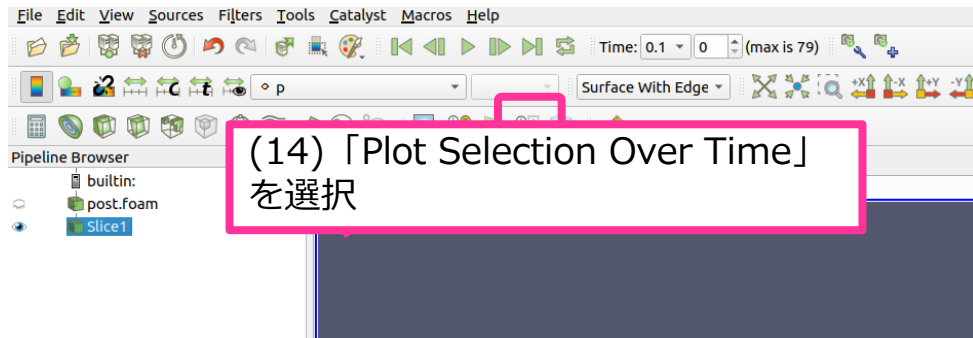 File Edit View Sources Filters Tools Catalyst Macros Help
Time: 0.1 0 (max is 79)
p Surface With Edge +X -X +Y -Y
Pipeline Browser
builtin:
post.foam
Slice1
(14)「Plot Selection Over Time」
を選択